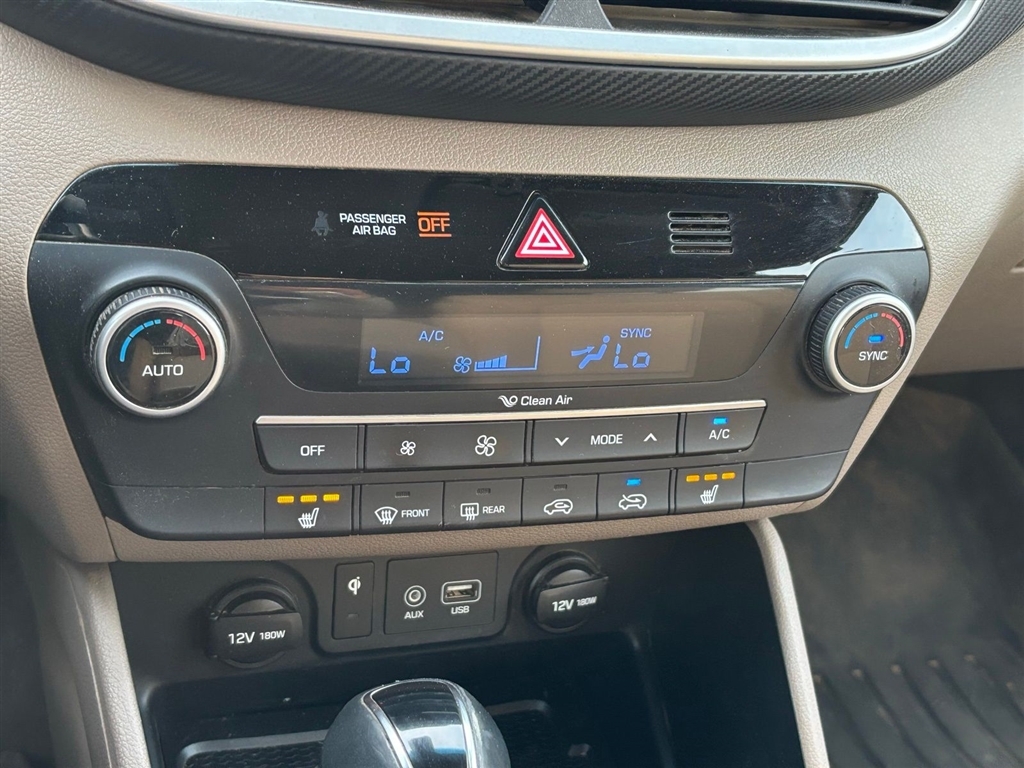 PASSENGER
AIR BAG
OFF
A/C
SYNC
Lo
Lo
AUTO
SYNC
Clean Air
OFF
MODE
A/C
FRONT
REAR
qi
AUX
USB
12V 180W
12V 180W